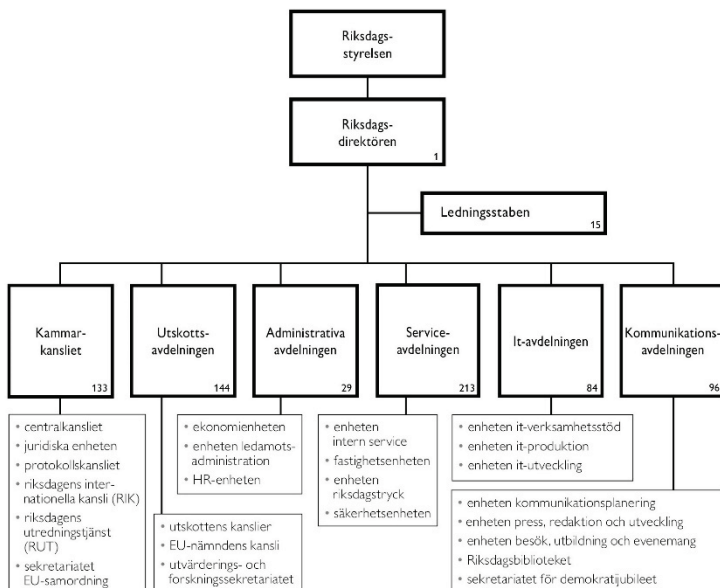 Riksdags-
styrelsen
Riksdags-
direktören
1
Ledningsstaben
15
Kammar-
kansliet
133
Utskotts-
avdelningen
144
Administrativa
avdelningen
29
Service-
avdelningen
213
It-avdelningen
84
Kommunikations-
avdelningen
96
• centralkansliet
• juridiska enheten
• protokollskansliet
• riksdagens inter-
nationella kansli (RIK)
• riksdagens
utredningstjänst
(RUT)
• sekretariatet
EU-samordning
• utskottens kanslier
• EU-nämndens kansli
• utvärderings- och
forskningssekretariatet
• ekonomienheten
• enheten ledamots-
administration
• HR-enheten
• enheten
intern service
• fastighetsenheten
• enheten
riksdagstryck
• säkerhetsenheten
• enheten it-verksamhetsstöd
• enheten it-produktion
• enheten it-utveckling
• enheten kommunikationsplanering
• enheten press, redaktion och utveckling
• enheten besök, utbildning och evenemang
• Riksdagsbiblioteket
• sekretariatet för demokratijubileet